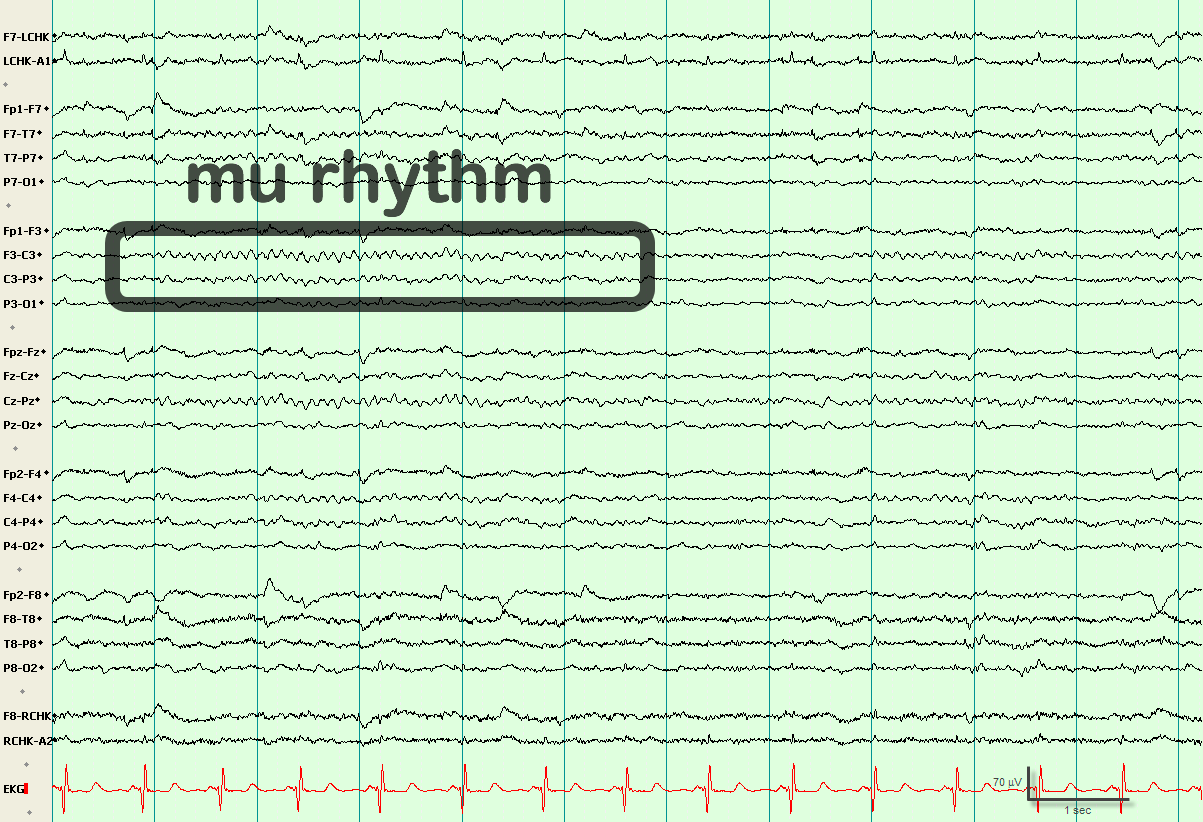 F7-LCHK
LCHK-A1
Fp1-F7
F7-T7
T7-P7
mu rhythm
P7-O1
Fp1-F3
F3-C3
C3-P3
P3-O1
Fpz-Fz
Fz-Cz
Cz-Pz
Pz-Oz
Fp2-F4
F4-C4
C4-P4
P4-O2
Fp2-F8
F8-T8
T8-P8
P8-O2
F8-RCHK
RCHK-A2
70 µV
EKG
1 sec